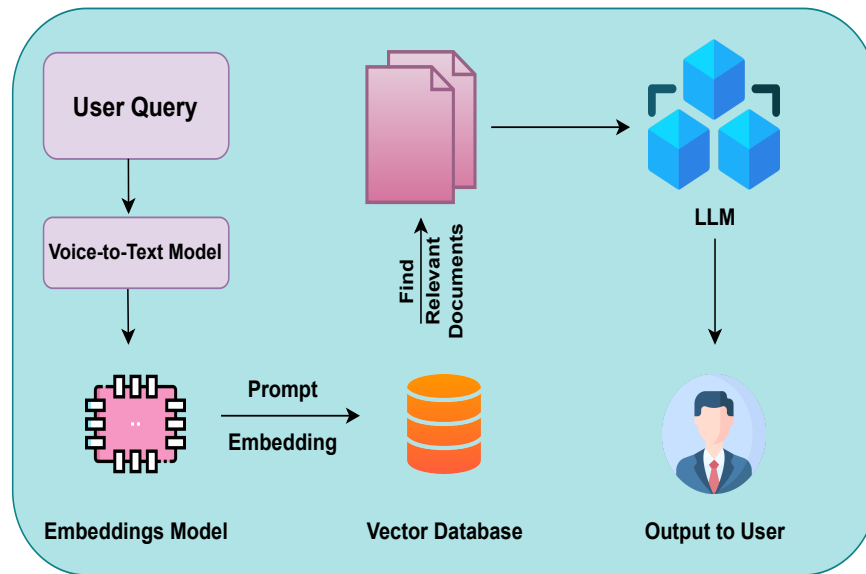 User Query
Voice-to-Text Model
Embeddings Model
Prompt
Embedding
Vector Database
Find
Relevant
Documents
LLM
Output to User